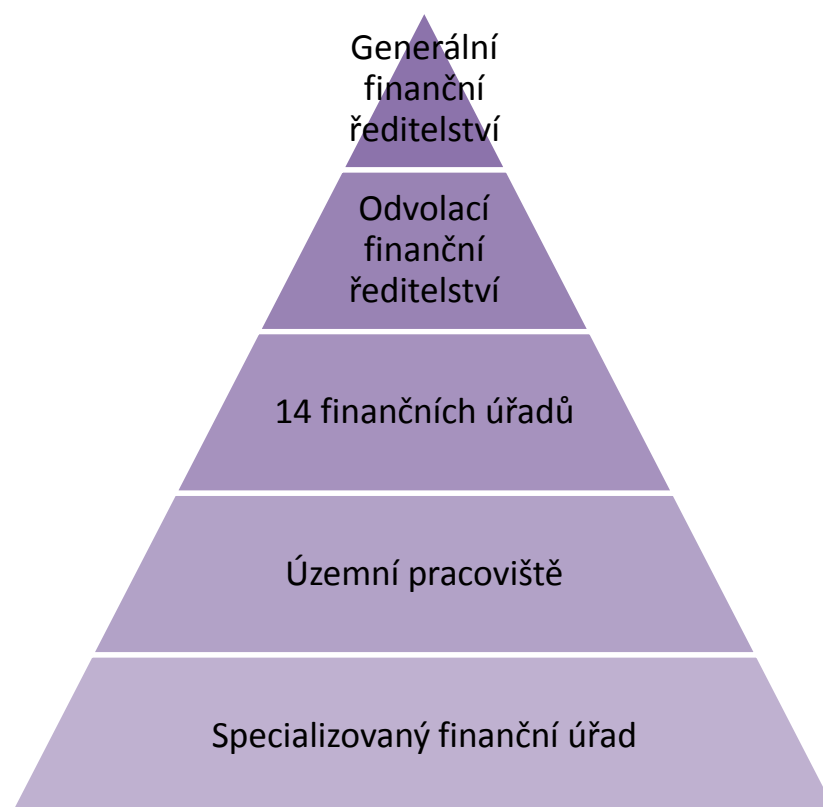 Generální
finanční
ředitelství
Odvolací
finanční
ředitelství
14 finančních úřadů
Územní pracoviště
Specializovaný finanční úřad